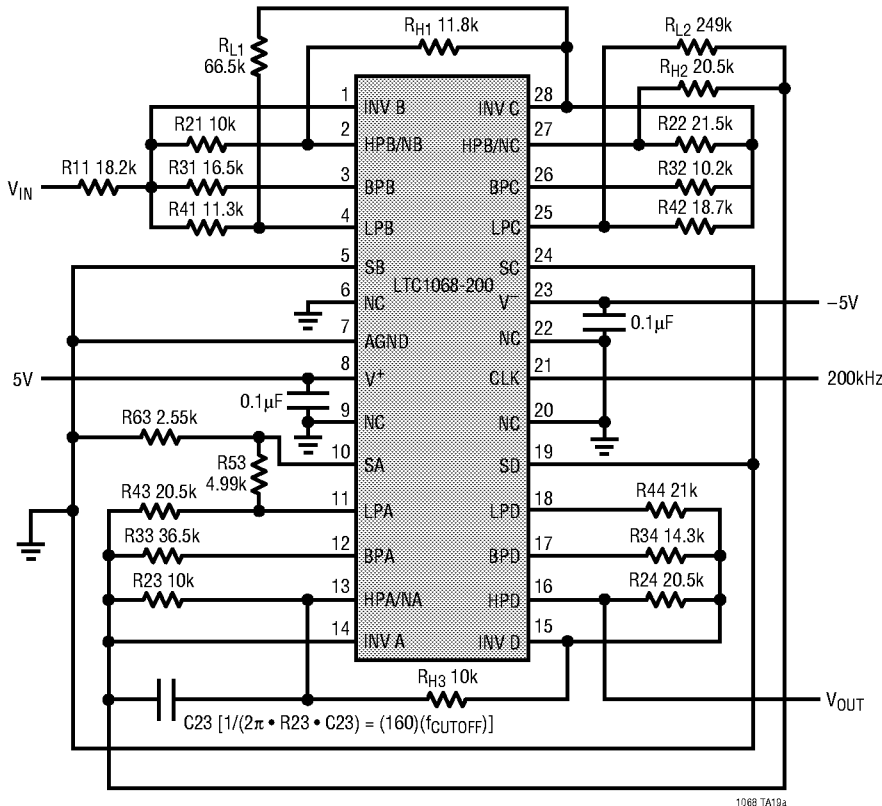 RL1
66.5k
RH1 11.8k
RL2 249k
RH2 20.5k
1
INV B
INV C
28
R21 10k
2
HPB/NB
HPB/NC
27
R22 21.5k
R11 18.2k
VIN
R31 16.5k
3
BPB
BPC
26
R32 10.2k
R41 11.3k
4
LPB
LPC
25
R42 18.7k
5
SB
SC
24
LTC1068-200
6
NC
V–
23
–5V
0.1µF
7
AGND
NC
22
5V
8
V+
CLK
21
200kHz
0.1µF
9
NC
NC
20
R63 2.55k
10
SA
SD
19
R53
4.99k
R43 20.5k
11
LPA
LPD
18
R44 21k
R33 36.5k
12
BPA
BPD
17
R34 14.3k
R23 10k
13
HPA/NA
HPD
16
R24 20.5k
14
INV A
INV D
15
RH3 10k
VOUT
C23 [1/(2π • R23 • C23) = (160)(fCUTOFF)]
1068 TA19a